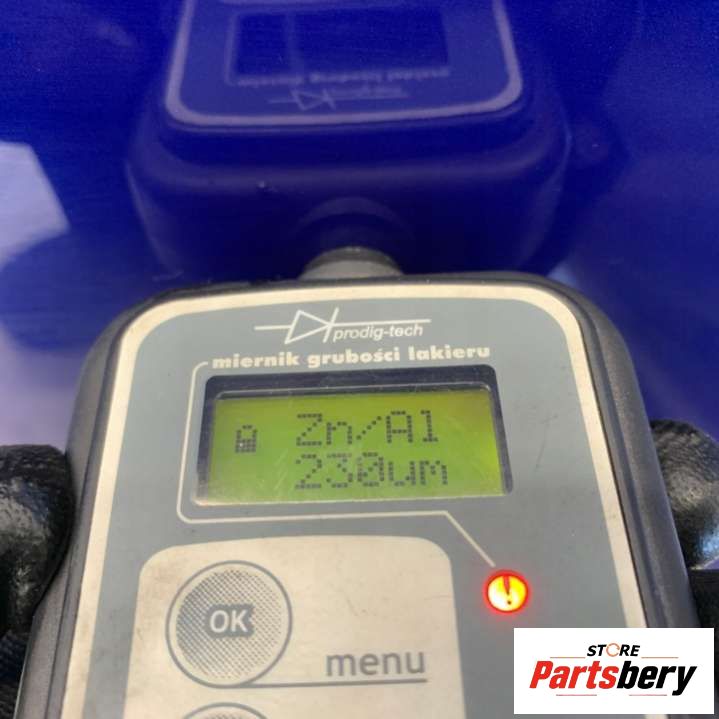 prodig-tech
miernik grubości lakieru
Zn/Al
230um
!
OK
menu
STORE
Partsbery